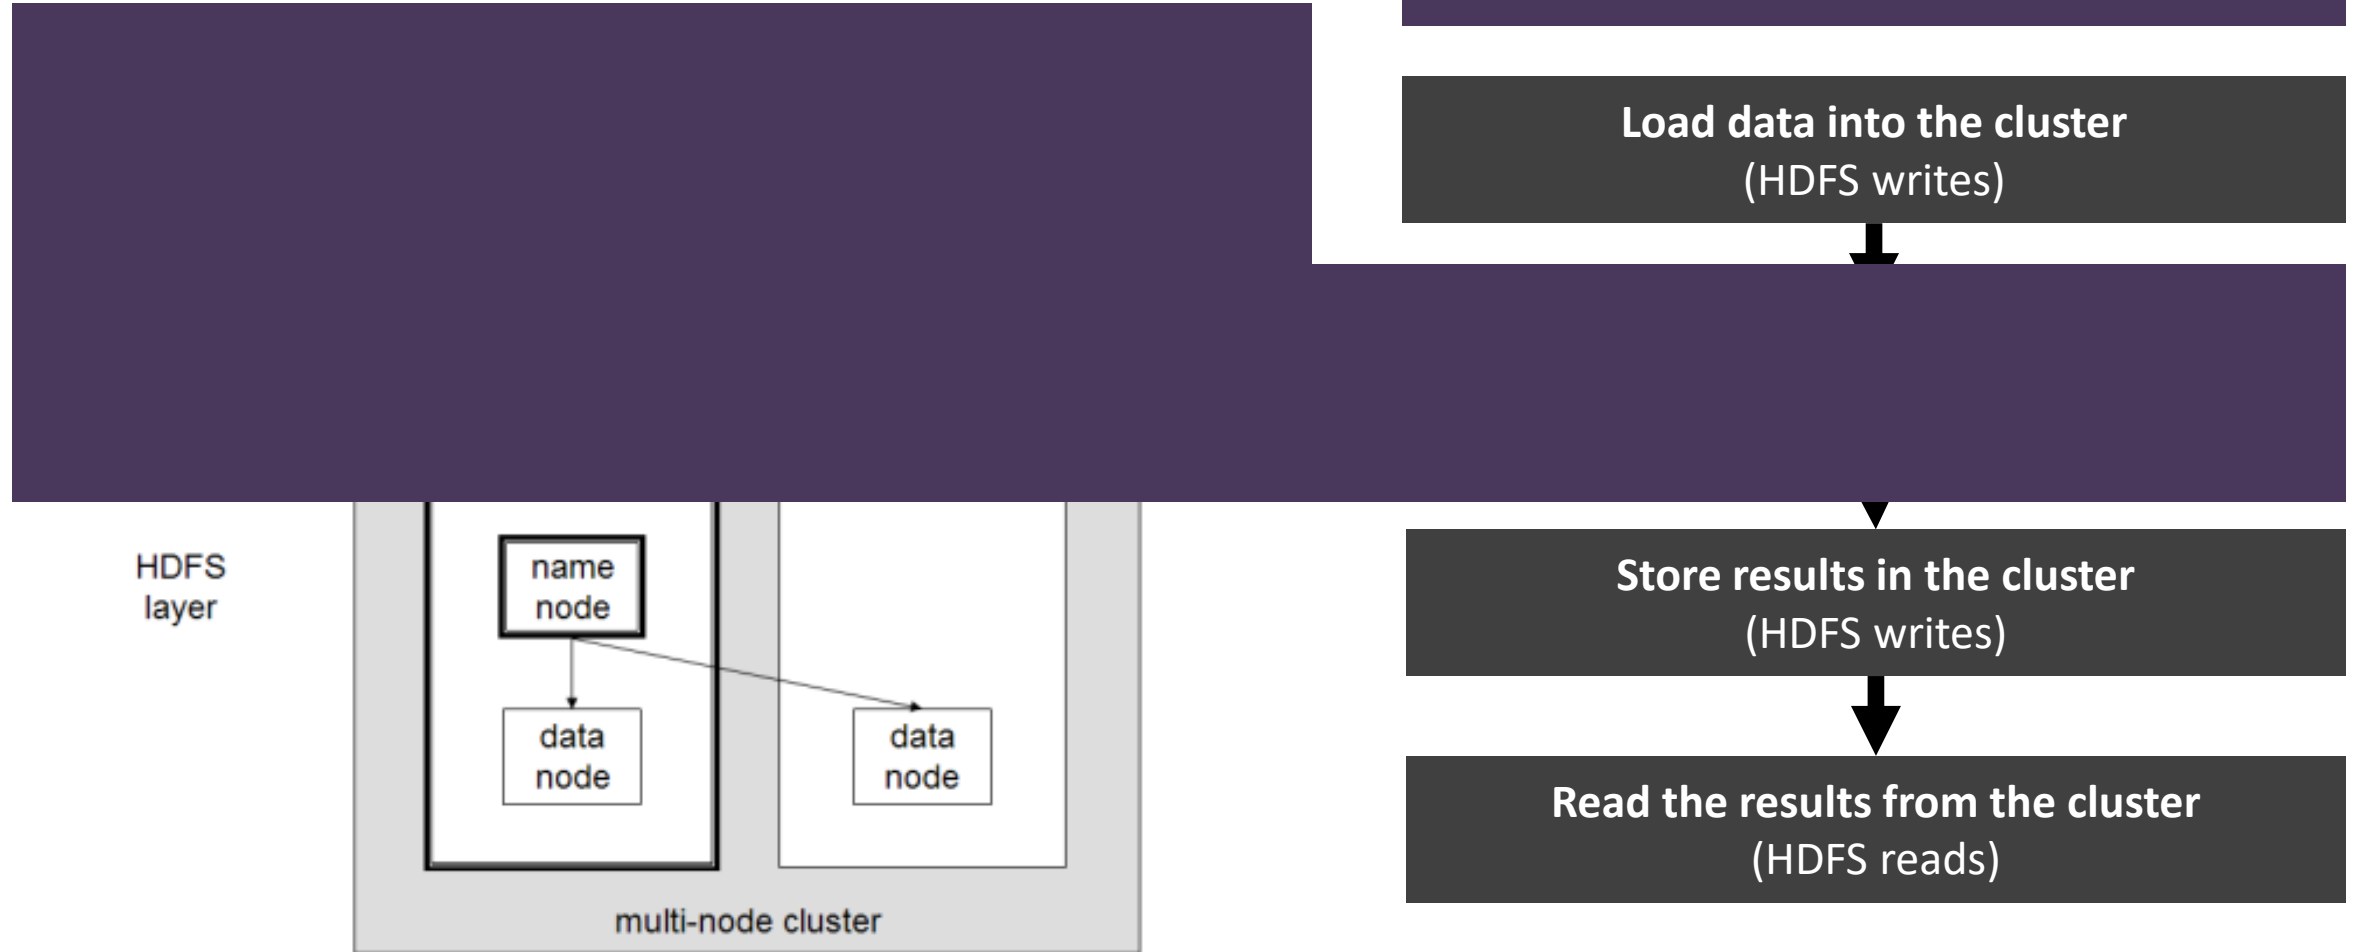 HDFS
layer
name
node
data
node
data
node
multi-node cluster
Load data into the cluster
(HDFS writes)
Store results in the cluster
(HDFS writes)
Read the results from the cluster
(HDFS reads)